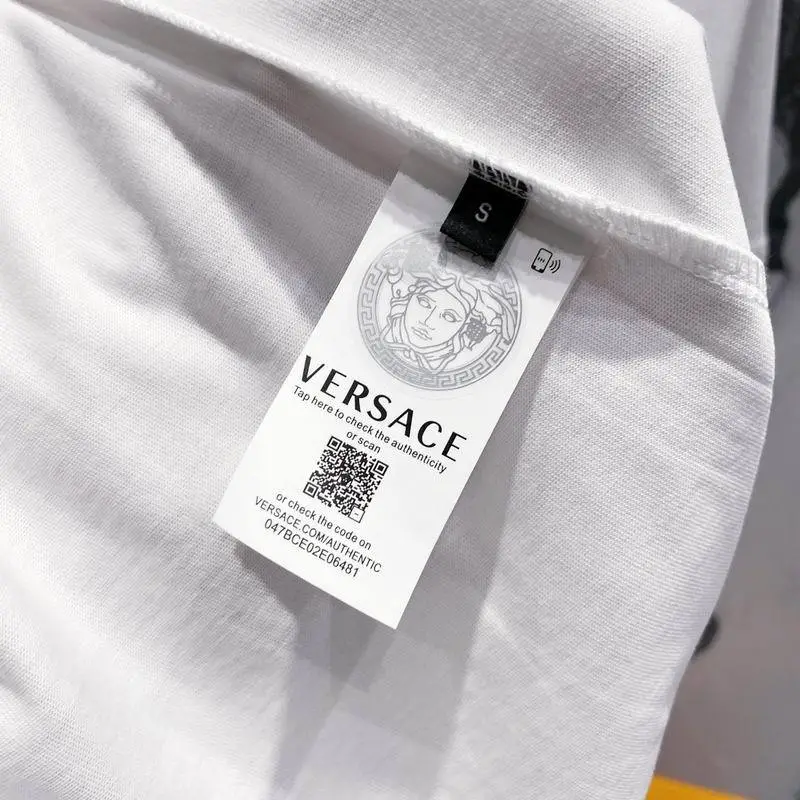 S
VERSACE
Tap here to check the authenticity
or scan
or check the code on
VERSACE.COM/AUTHENTIC
047BCE02E06481